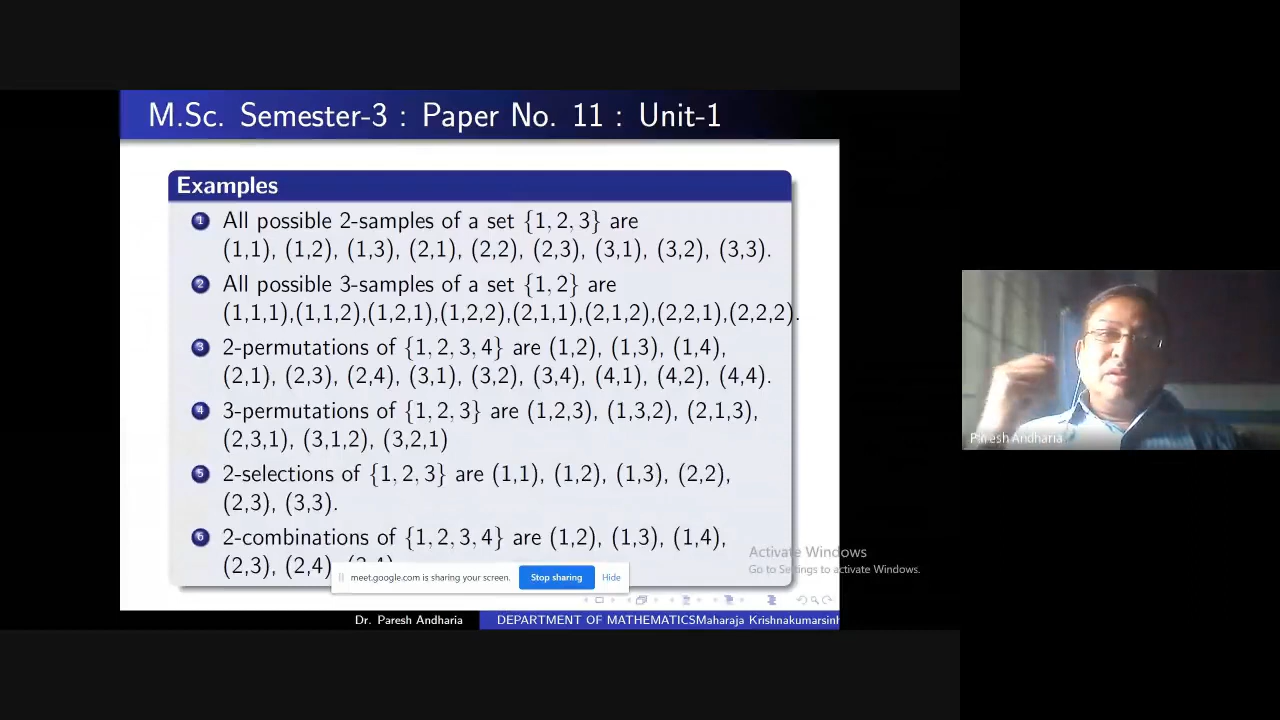 M.Sc. Semester-3 : Paper No. 11 : Unit-1
Examples
1 All possible 2-samples of a set {1, 2, 3} are
(1,1), (1,2), (1,3), (2,1), (2,2), (2,3), (3,1), (3,2), (3,3).
2 All possible 3-samples of a set {1, 2} are
(1,1,1),(1,1,2),(1,2,1),(1,2,2),(2,1,1),(2,1,2),(2,2,1),(2,2,2).
3 2-permutations of {1, 2, 3, 4} are (1,2), (1,3), (1,4),
(2,1), (2,3), (2,4), (3,1), (3,2), (3,4), (4,1), (4,2), (4,4).
4 3-permutations of {1, 2, 3} are (1,2,3), (1,3,2), (2,1,3),
(2,3,1), (3,1,2), (3,2,1)
5 2-selections of {1, 2, 3} are (1,1), (1,2), (1,3), (2,2),
(2,3), (3,3).
6 2-combinations of {1, 2, 3, 4} are (1,2), (1,3), (1,4),
(2,3), (2,4)
meet.google.com is sharing your screen. Stop sharing Hide
Activate Windows
Go to Settings to activate Windows.
Dr. Paresh Andharia DEPARTMENT OF MATHEMATICSMaharaja Krishnakumarsinh
Paresh Andharia